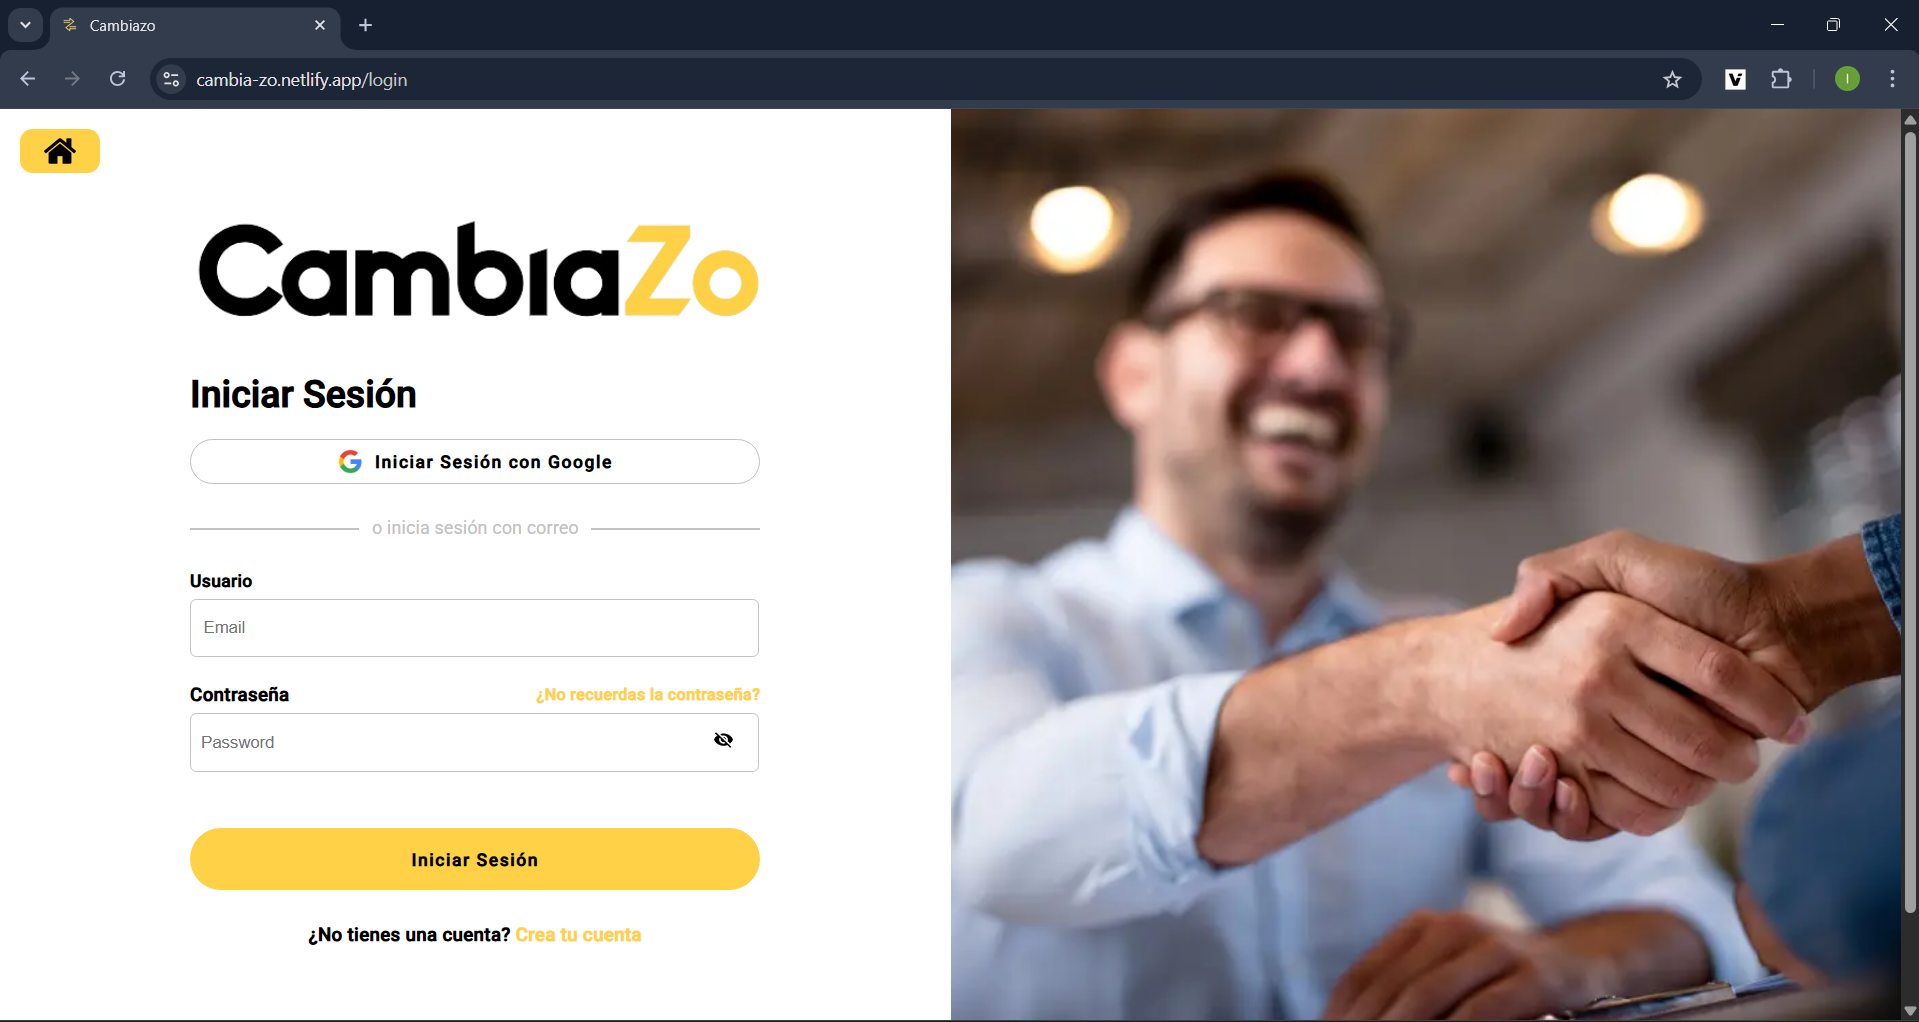 Cambiazo
cambia-zo.netlify.app/login
I
CambiaZo
Iniciar Sesión
Iniciar Sesión con Google
o inicia sesión con correo
Usuario
Email
Contraseña ¿No recuerdas la contraseña?
Password
Iniciar Sesión
¿No tienes una cuenta? Crea tu cuenta